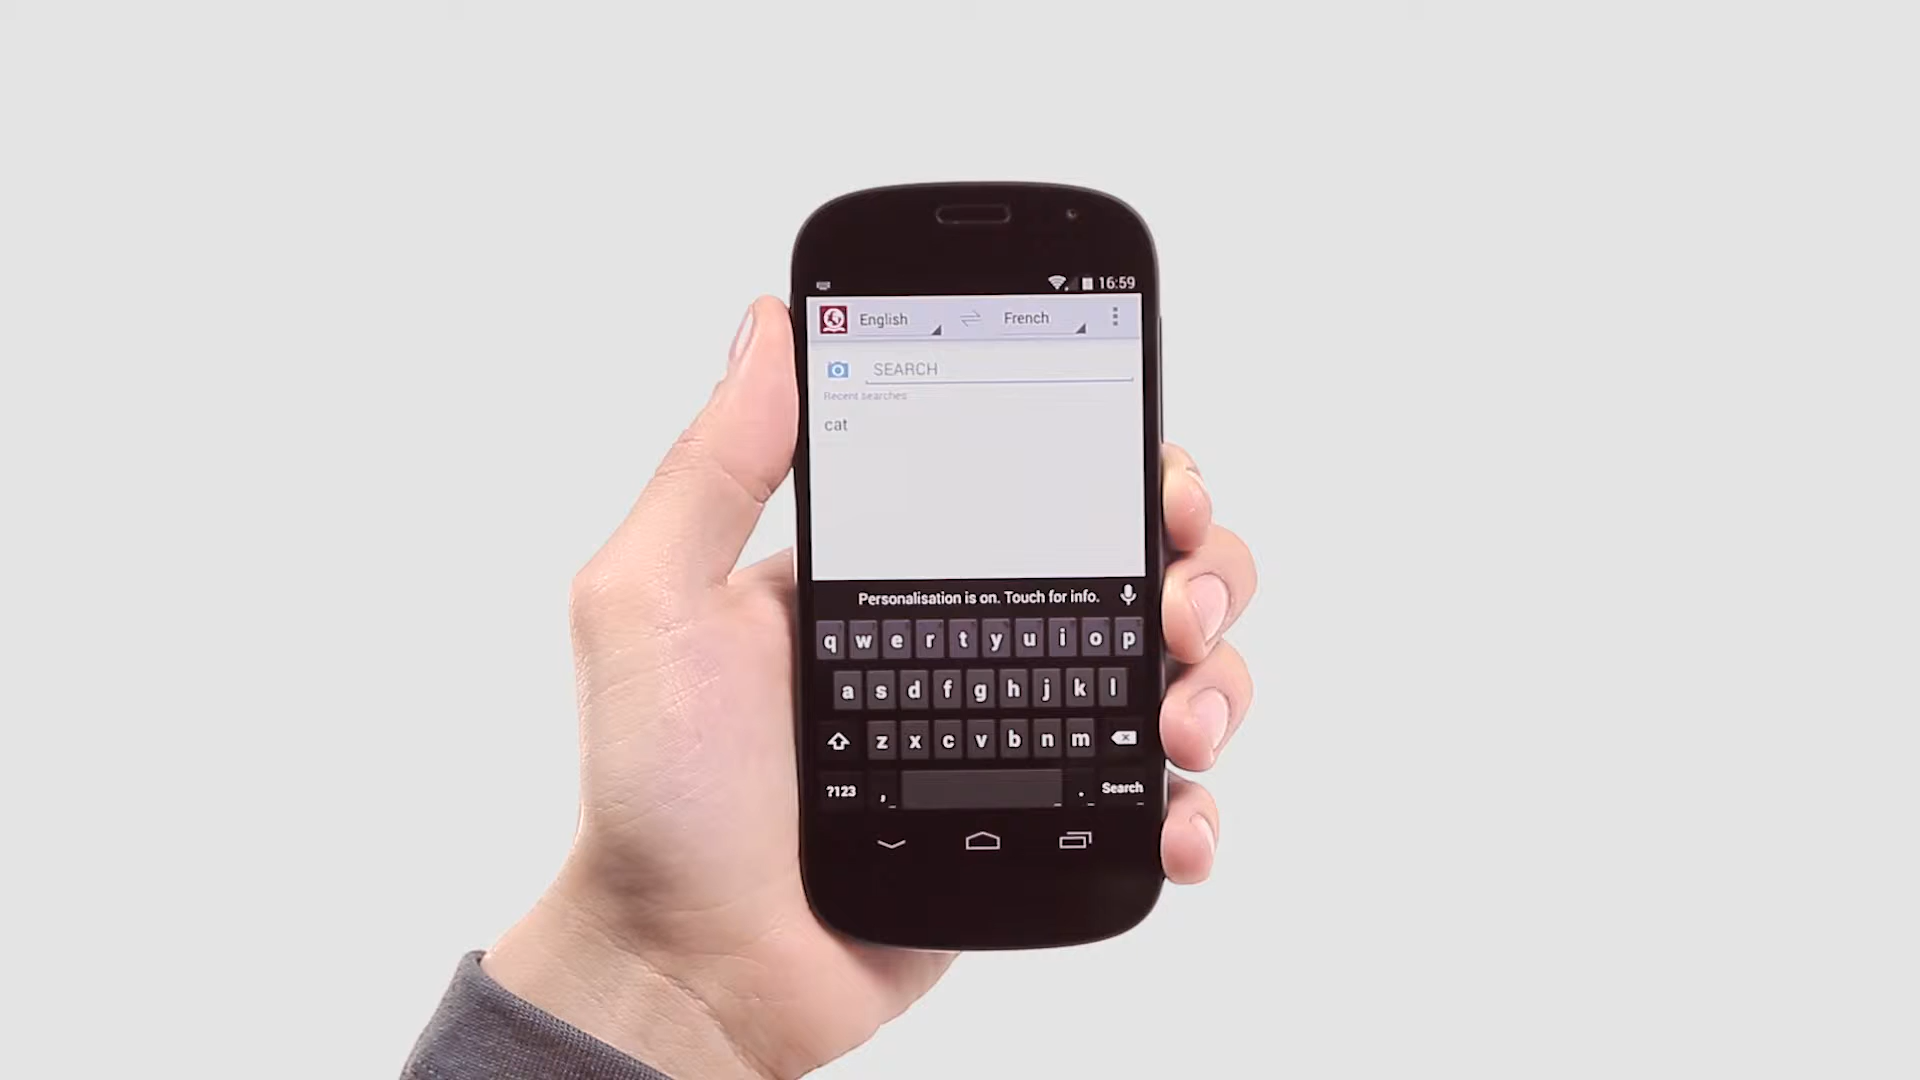 16:59
English French
SEARCH
Recent searches
cat
Personalisation is on. Touch for info.
q w e r t y u i o p
a s d f g h j k l
z x c v b n m
?123 , . Search